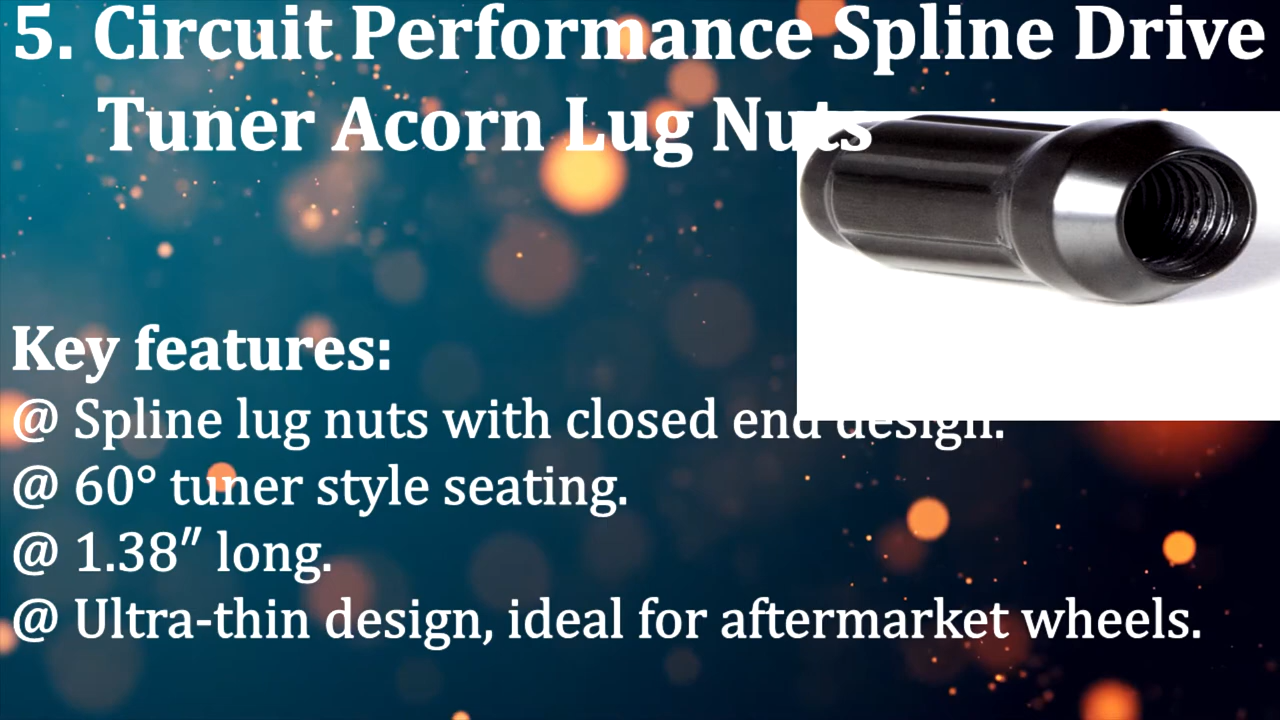 5. Circuit Performance Spline Drive
Tuner Acorn Lug Nuts
Key features:
@ Spline lug nuts with closed end design.
@ 60° tuner style seating.
@ 1.38″ long.
@ Ultra-thin design, ideal for aftermarket wheels.